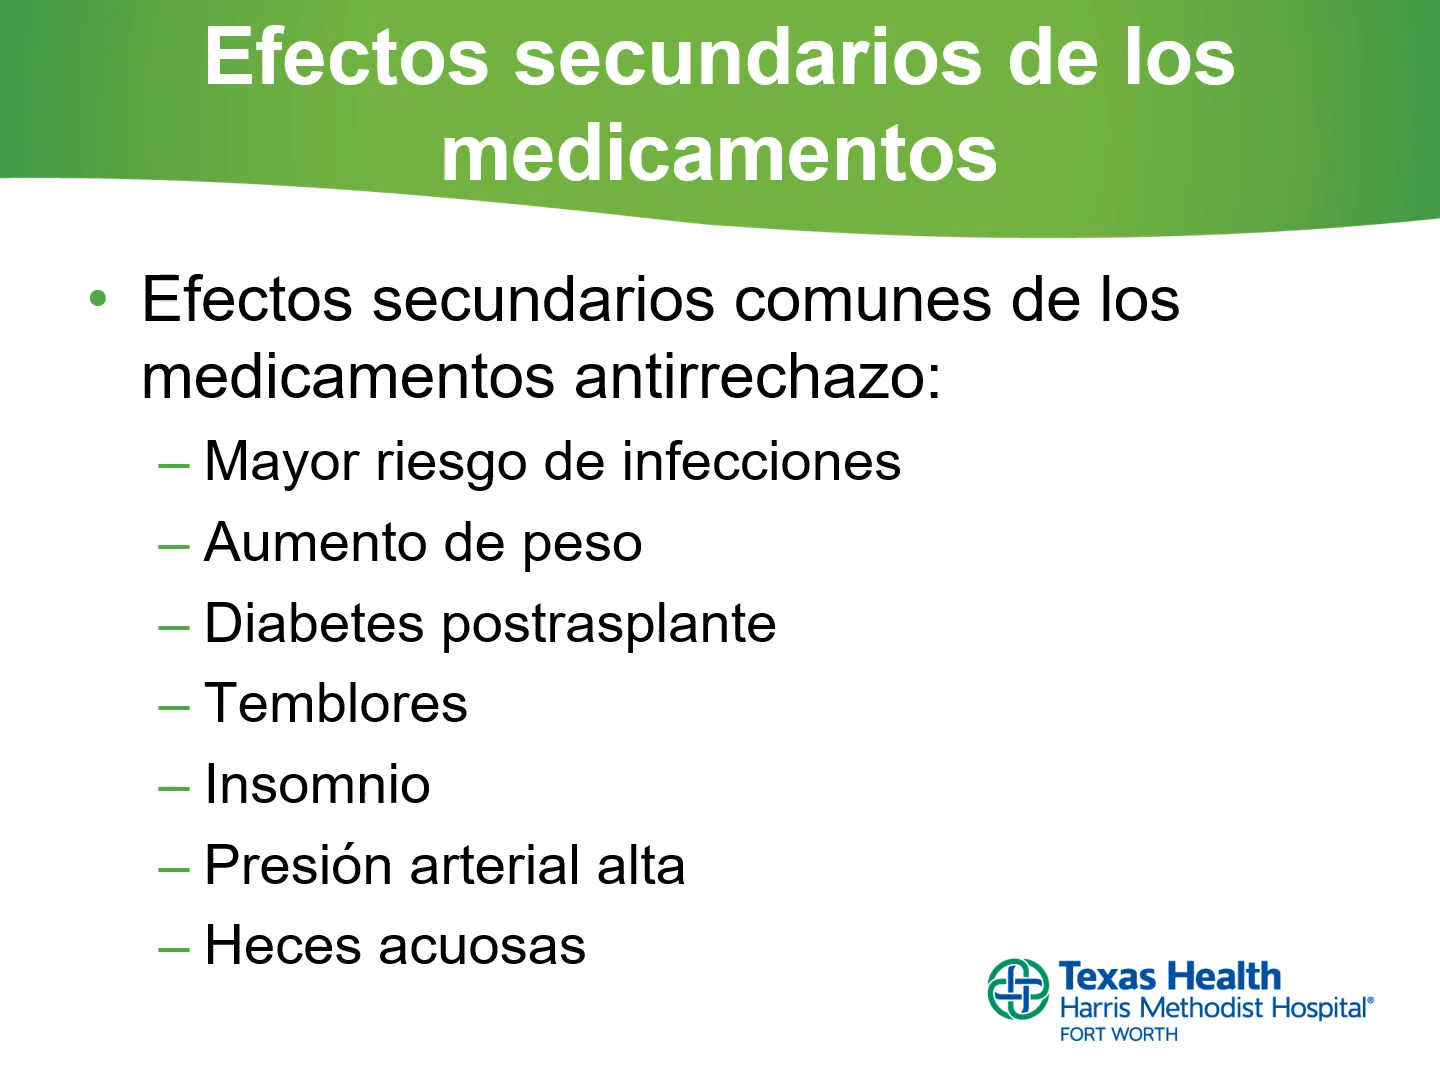 Efectos secundarios de los
medicamentos
• Efectos secundarios comunes de los
medicamentos antirrechazo:
– Mayor riesgo de infecciones
– Aumento de peso
– Diabetes postrasplante
– Temblores
– Insomnio
– Presión arterial alta
– Heces acuosas
Texas Health
Harris Methodist Hospital®
FORT WORTH